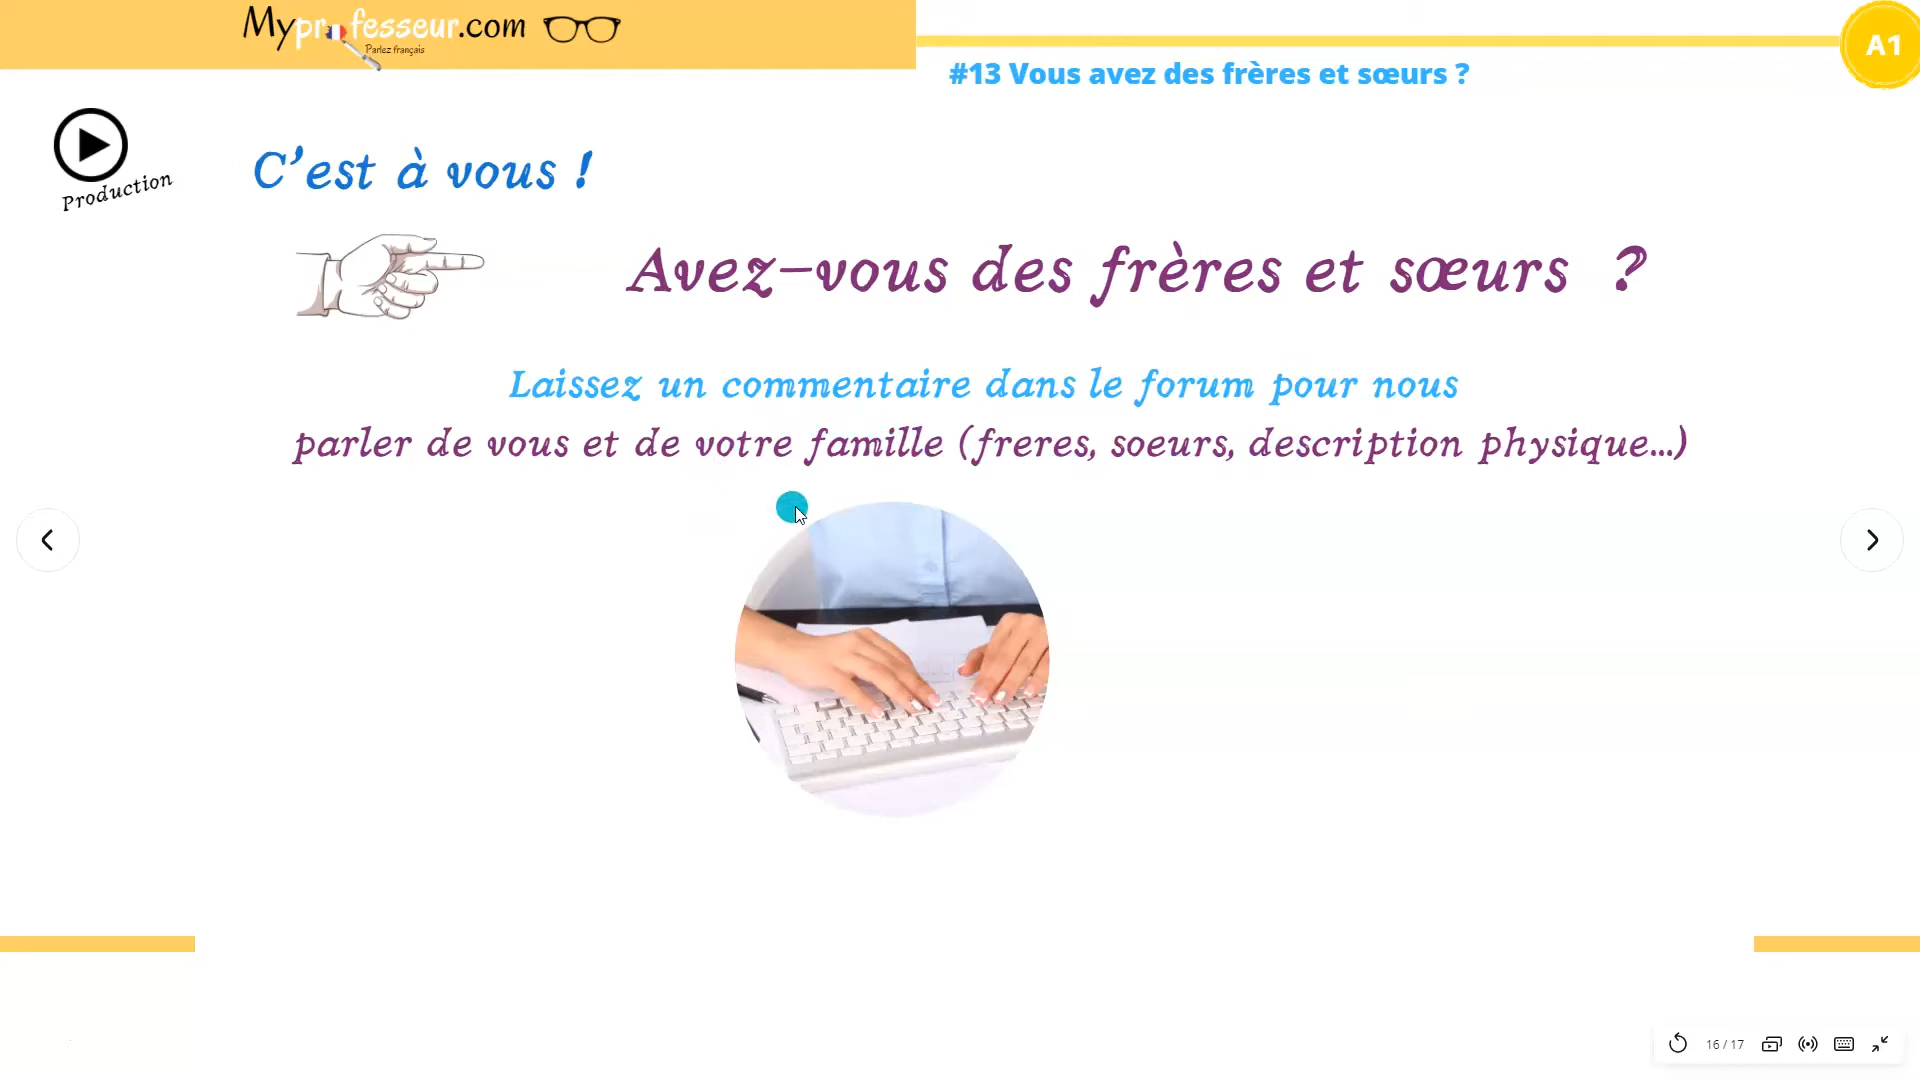 Myprofesseur.com
Parlez français
A1
#13 Vous avez des frères et sœurs ?
Production
C'est à vous !
Avez-vous des frères et sœurs ?
Laissez un commentaire dans le forum pour nous
parler de vous et de votre famille (freres, soeurs, description physique...)
16 / 17